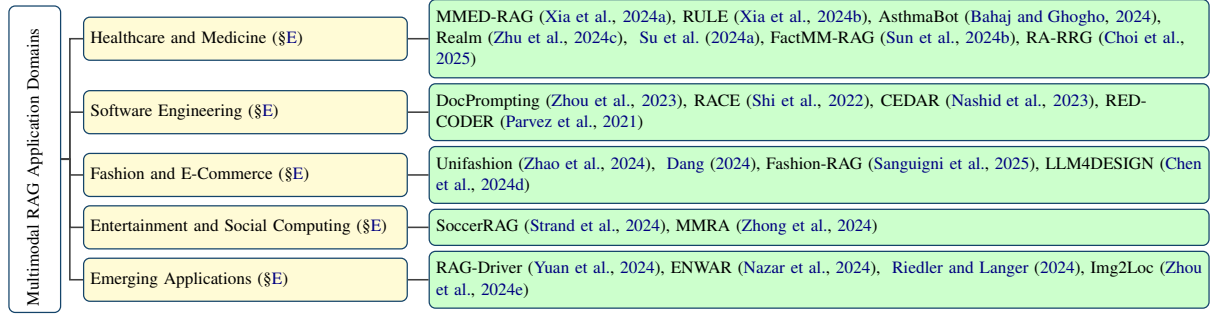 Multimodal RAG Application Domains
Healthcare and Medicine (§E)
MMED-RAG (Xia et al., 2024a), RULE (Xia et al., 2024b), AsthmaBot (Bahaj and Ghogho, 2024),
Realm (Zhu et al., 2024c), Su et al. (2024a), FactMM-RAG (Sun et al., 2024b), RA-RRG (Choi et al.,
2025)
Software Engineering (§E)
DocPrompting (Zhou et al., 2023), RACE (Shi et al., 2022), CEDAR (Nashid et al., 2023), RED-
CODER (Parvez et al., 2021)
Fashion and E-Commerce (§E)
Unifashion (Zhao et al., 2024), Dang (2024), Fashion-RAG (Sanguigni et al., 2025), LLM4DESIGN (Chen
et al., 2024d)
Entertainment and Social Computing (§E)
SoccerRAG (Strand et al., 2024), MMRA (Zhong et al., 2024)
Emerging Applications (§E)
RAG-Driver (Yuan et al., 2024), ENWAR (Nazar et al., 2024), Riedler and Langer (2024), Img2Loc (Zhou
et al., 2024e)